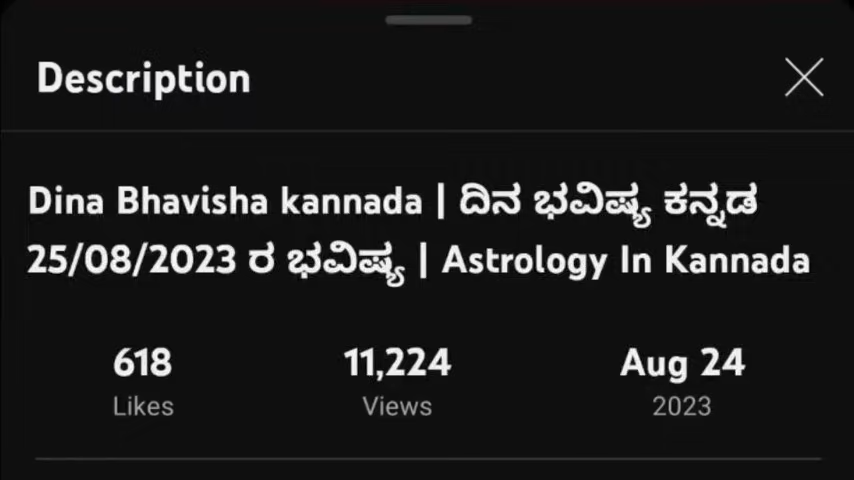 Description
Dina Bhavisha kannada | ದಿನ ಭವಿಷ್ಯ ಕನ್ನಡ
25/08/2023 ರ ಭವಿಷ್ಯ | Astrology In Kannada
618 11,224 Aug 24
Likes Views 2023